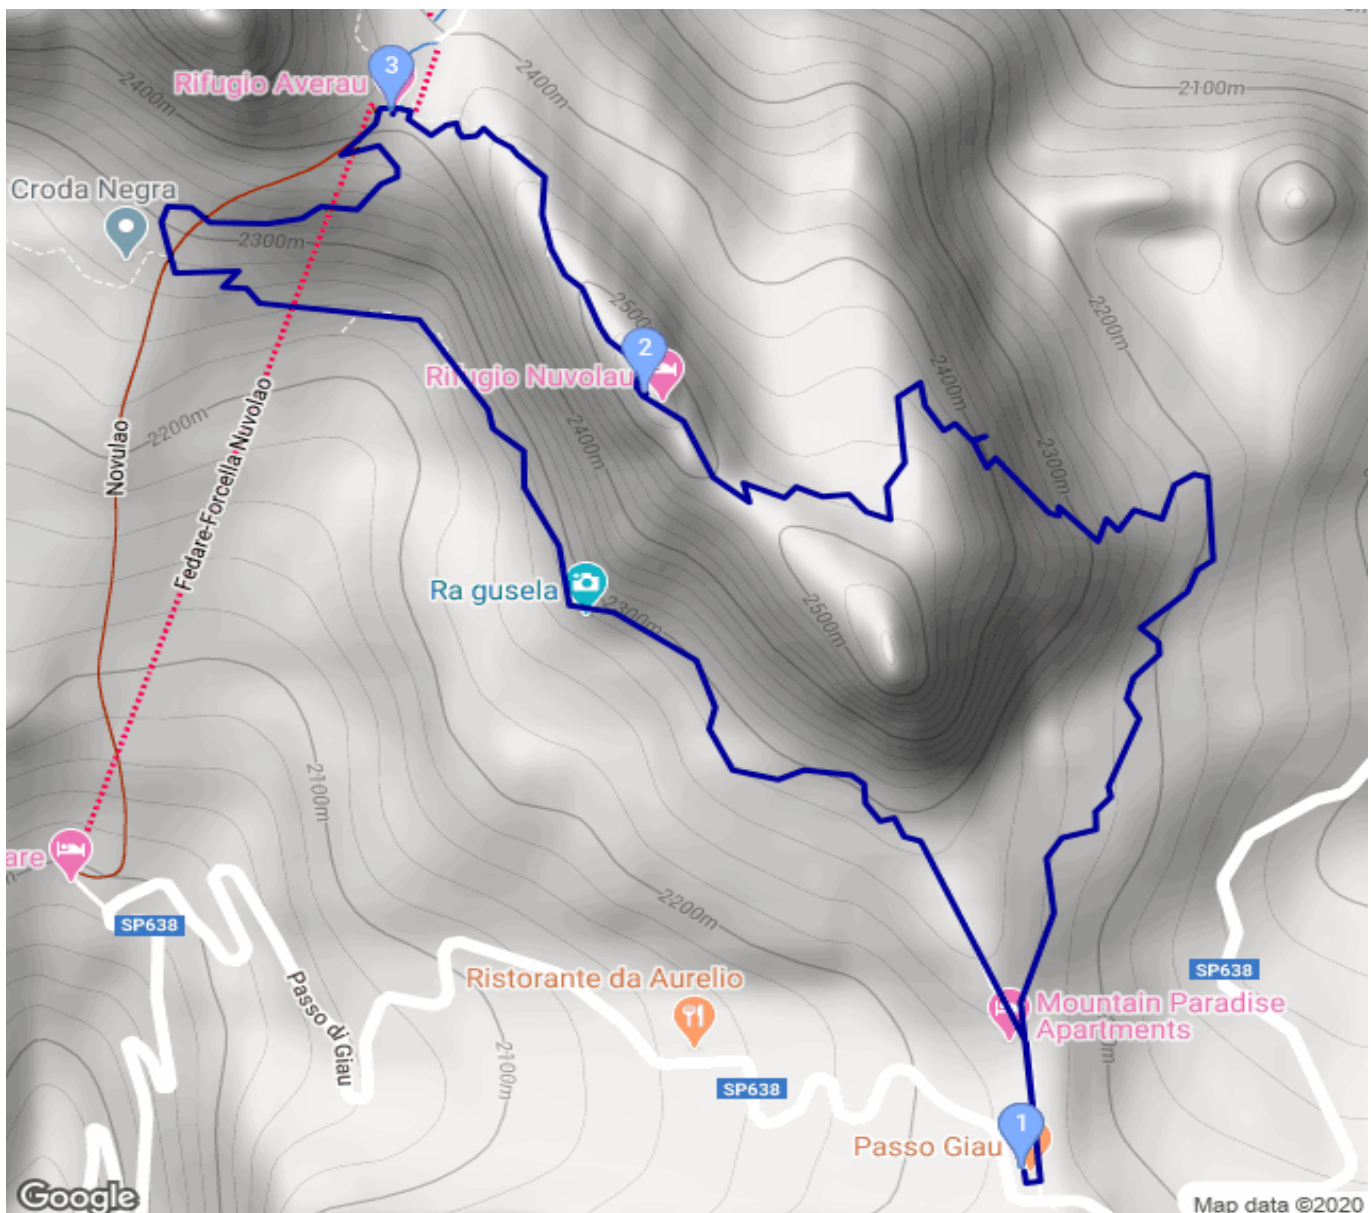 3
Rifugio Averau
2400m
2400m
2100m
Croda Negra
2300m
2500m
2200m
2
Rifugio Nuvolau
2400m
2200m
Novulao
Fedare-Forcella Nuvolao
2400m
2300m
Ra gusela
2300m
2500m
2100m
are
SP638
2200m
Passo di Giau
Ristorante da Aurelio
SP638
Mountain Paradise
Apartments
2100m
SP638
1
Passo Giau
Google
Map data ©2020